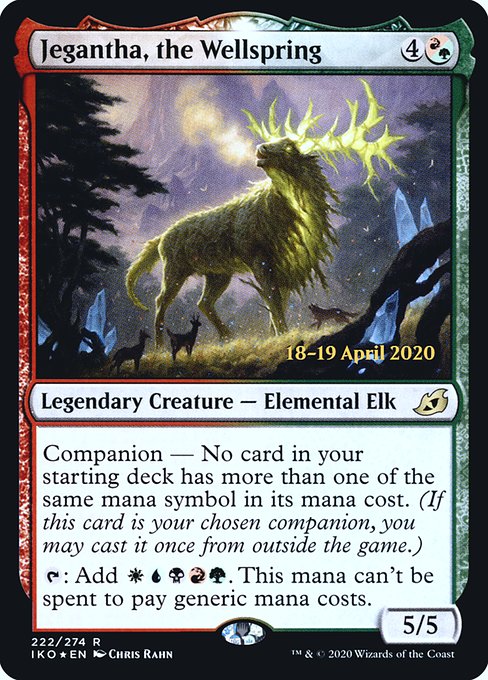 Jegantha, the Wellspring 4
18–19 April 2020
Legendary Creature — Elemental Elk
Companion — No card in your
starting deck has more than one of the
same mana symbol in its mana cost. (If
this card is your chosen companion, you
may cast it once from outside the game.)
: Add . This mana can't be
spent to pay generic mana costs.
5/5
222/274 R
IKO★EN Chris Rahn
™ & © 2020 Wizards of the Coast